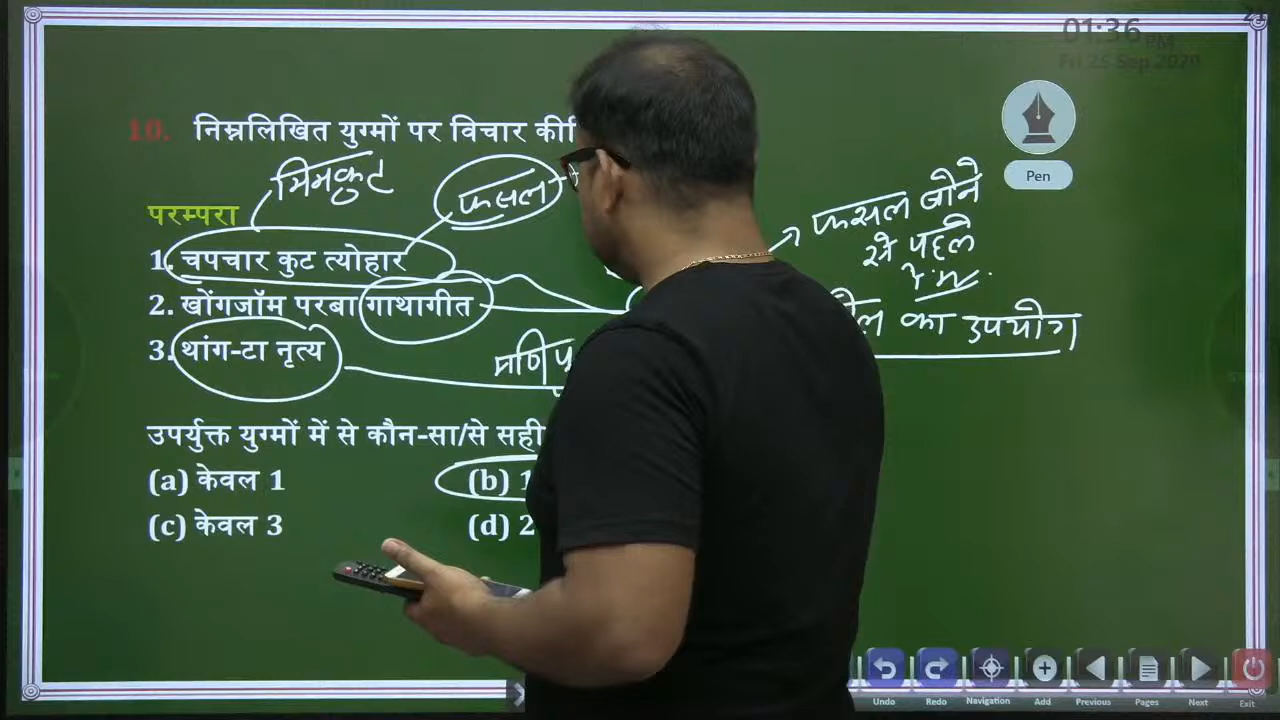 01:36 PM
Fri 25 Sep 2020
10. निम्नलिखित युग्मों पर विचार
मिमकुट
फसल
Pen
फसल बोने
से पहले
परम्परा
1. चपचार कुट त्योहार
2. खोंगजॉम परबा गाथागीत
का उपयोग
3. थांग-टा नृत्य
उपर्युक्त युग्मों में से कौन-सा/से सही
(a) केवल 1
(b) 1
(c) केवल 3
(d) 2
Undo Redo Navigation Add Previous Pages Next Exit